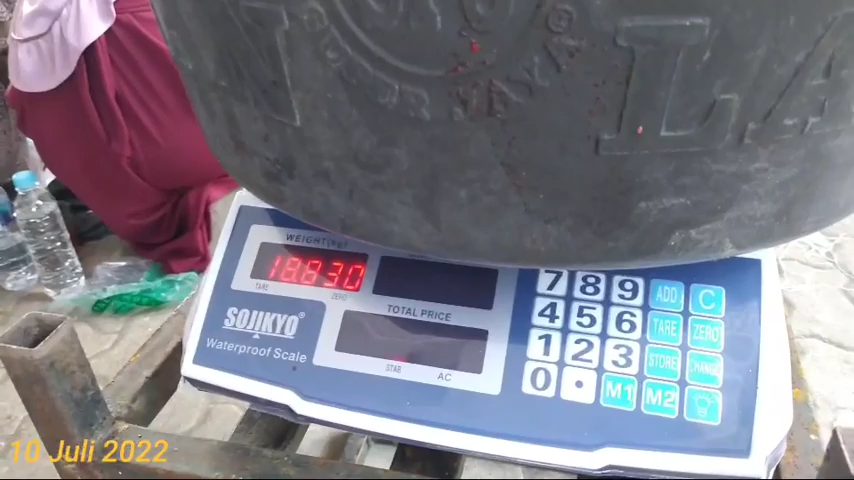 WEIGHT(kg)
18.830
TARE
ZERO
TOTAL PRICE
SOJIKYO®
Waterproof Scale
STAB
AC
7 8 9 ADD C
4 5 6 TARE ZERO
1 2 3 STORE CHANGE
0 • M1 M2
10 Juli 2022